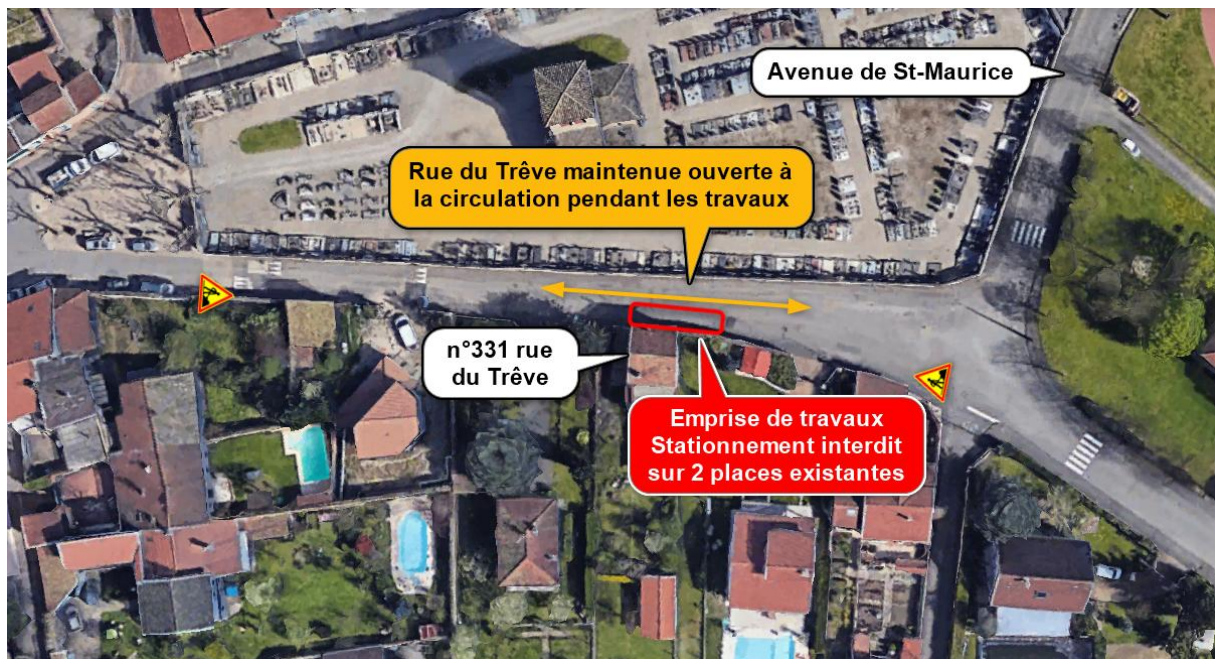 Avenue de St-Maurice
Rue du Trêve maintenue ouverte à
la circulation pendant les travaux
n°331 rue
du Trêve
Emprise de travaux
Stationnement interdit
sur 2 places existantes